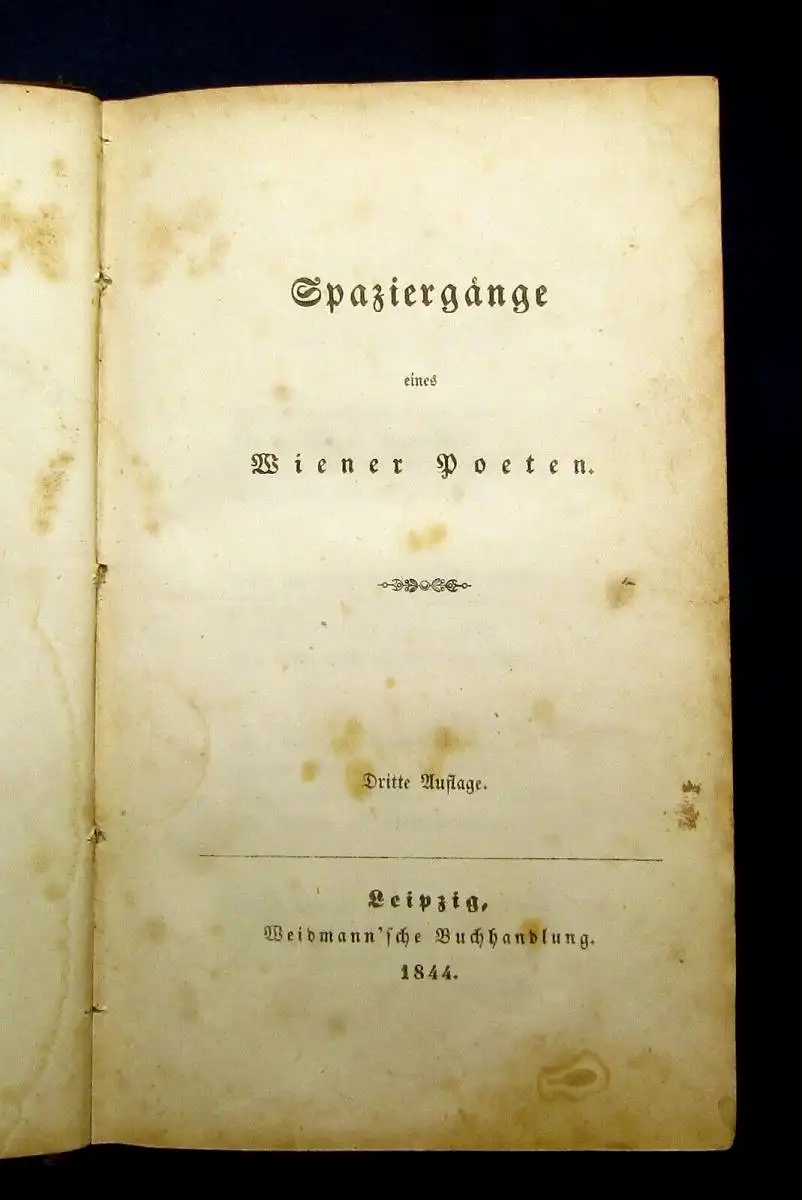 Spaziergänge
eines
Wiener Poeten.
Dritte Auflage.
Leipzig,
Weidmann'sche Buchhandlung.
1844.